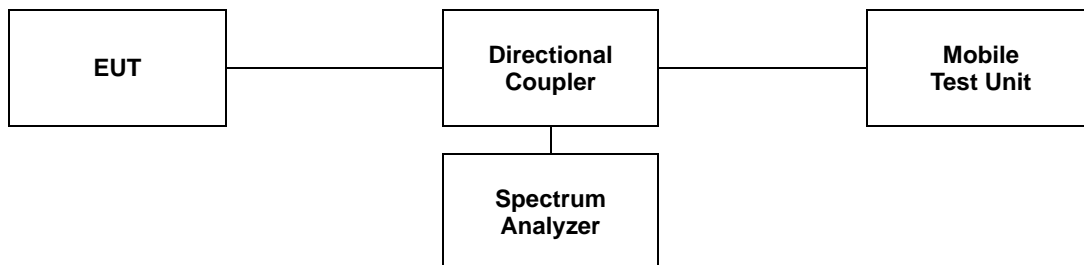 EUT
Directional
Coupler
Mobile
Test Unit
Spectrum
Analyzer